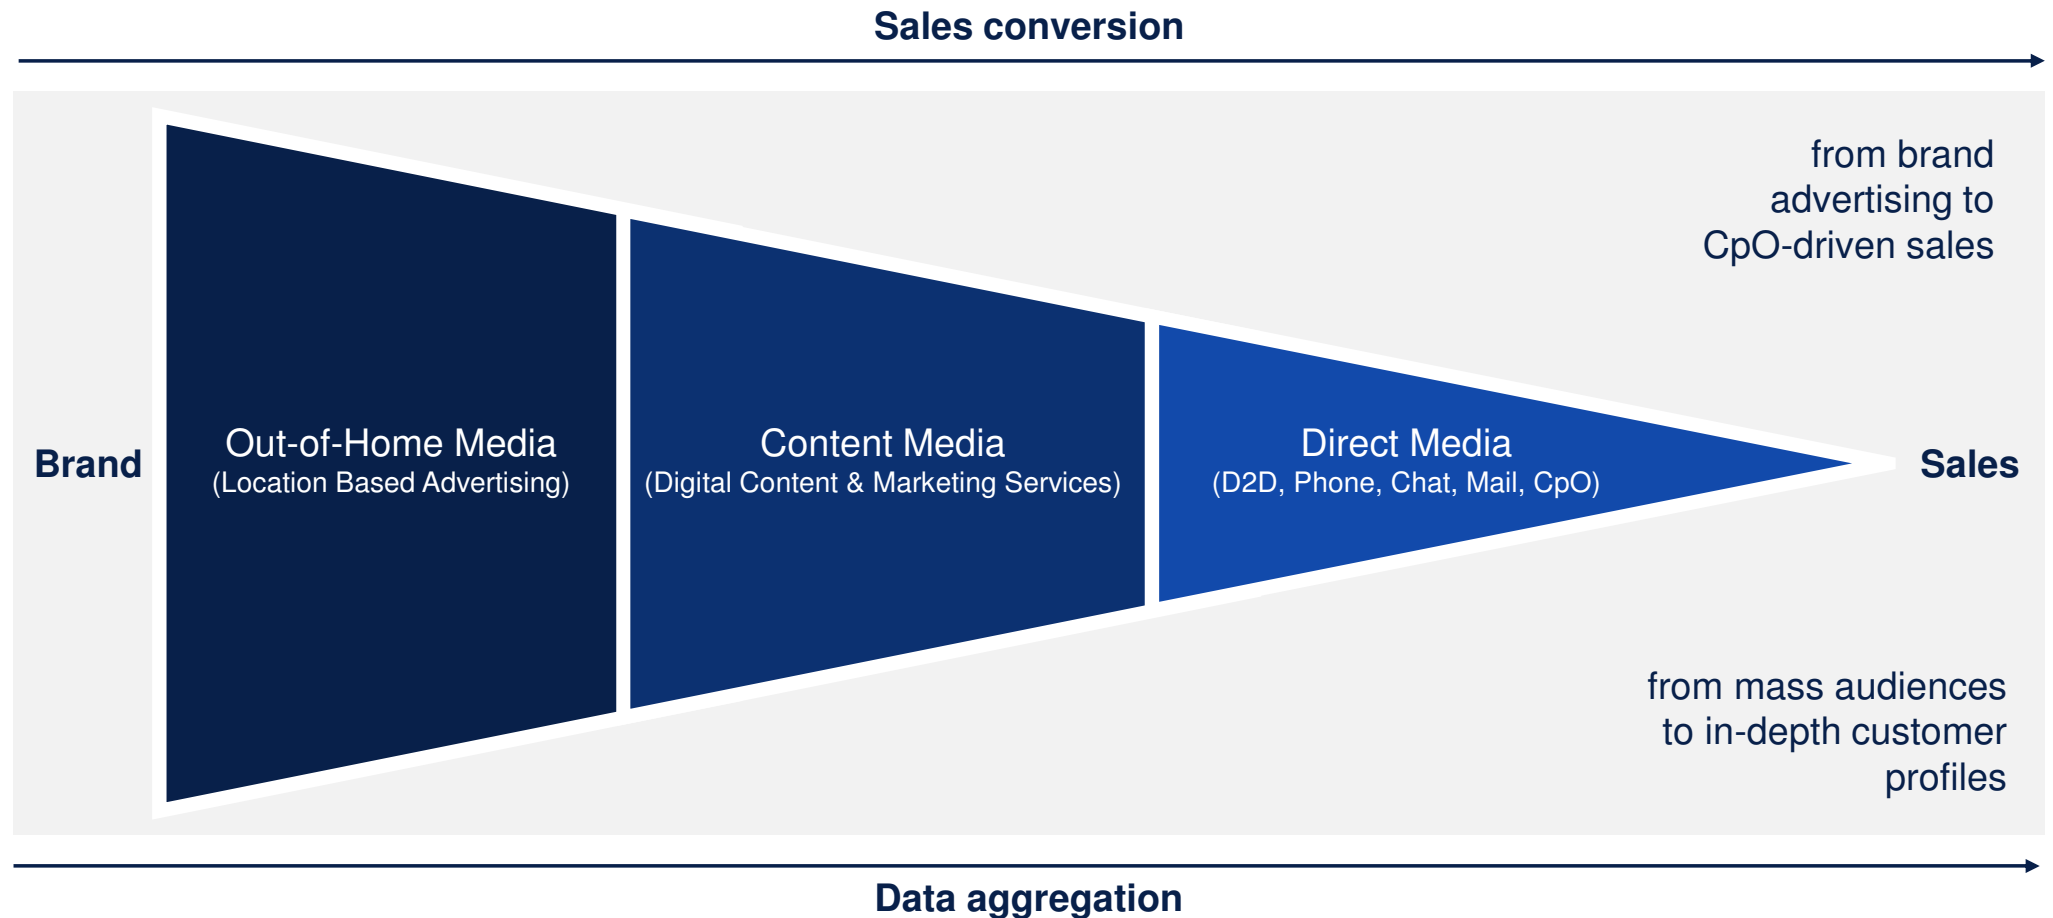 Sales conversion
from brand
advertising to
CpO-driven sales
Brand
Out-of-Home Media
(Location Based Advertising)
Content Media
(Digital Content & Marketing Services)
Direct Media
(D2D, Phone, Chat, Mail, CpO)
Sales
from mass audiences
to in-depth customer
profiles
Data aggregation